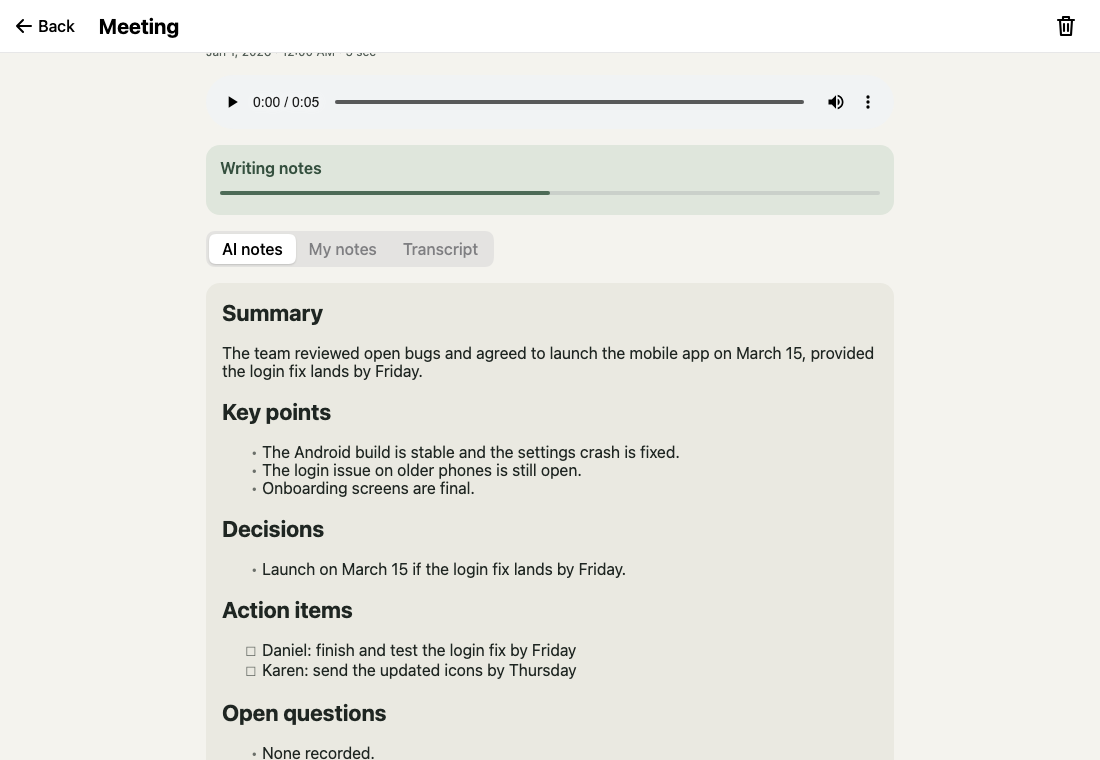 Back
Meeting
0:00 / 0:05
Writing notes
AI notes
My notes
Transcript
Summary
The team reviewed open bugs and agreed to launch the mobile app on March 15, provided
the login fix lands by Friday.
Key points
• The Android build is stable and the settings crash is fixed.
• The login issue on older phones is still open.
• Onboarding screens are final.
Decisions
• Launch on March 15 if the login fix lands by Friday.
Action items
☐ Daniel: finish and test the login fix by Friday
☐ Karen: send the updated icons by Thursday
Open questions
• None recorded.